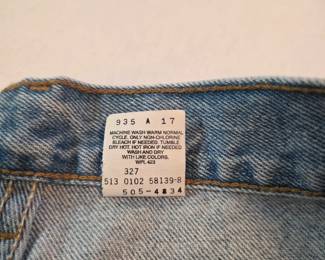 935 A 17
MACHINE WASH WARM NORMAL
CYCLE, ONLY NON-CHLORINE
BLEACH IF NEEDED. TUMBLE
DRY HOT. HOT IRON IF NEEDED.
WASH AND DRY
WITH LIKE COLORS.
WPL 423
327
513 0102 58139-8
505-4834